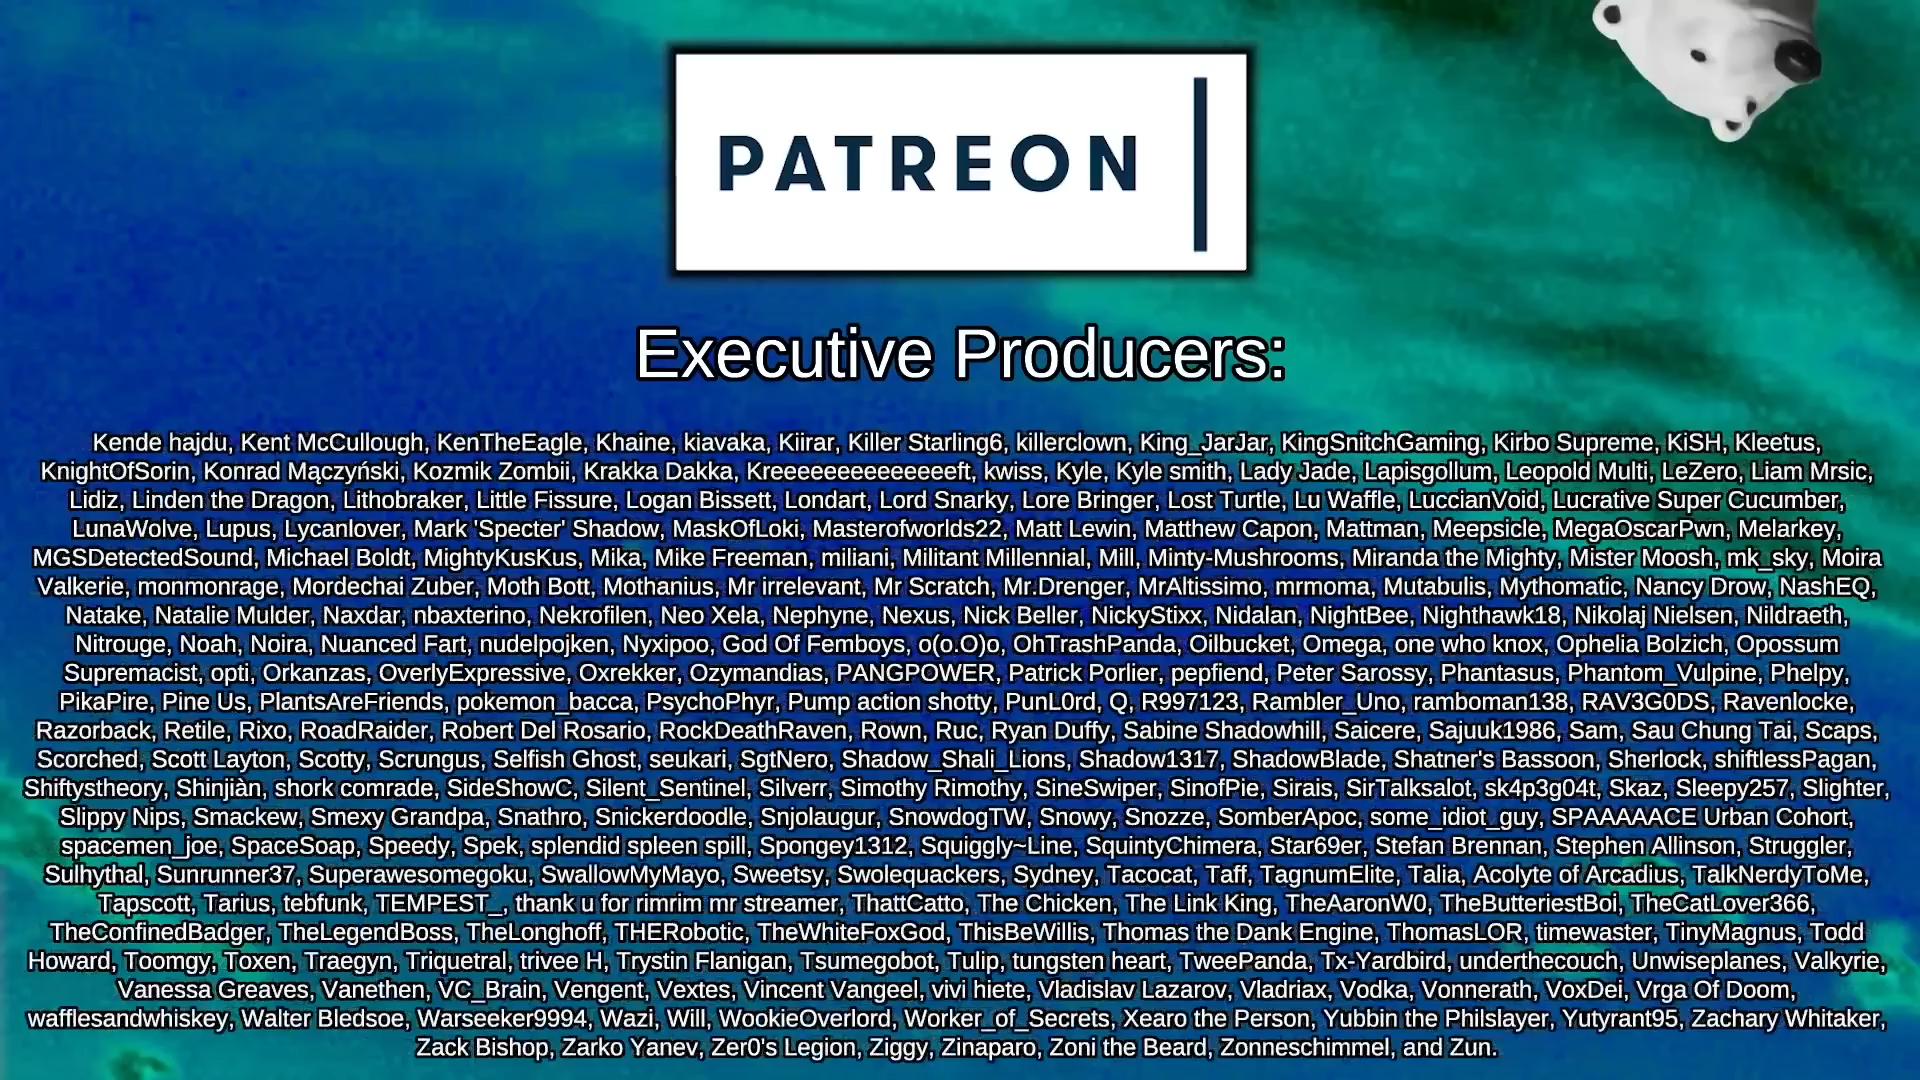 PATREON
Executive Producers:
Kende hajdu, Kent McCullough, KenTheEagle, Khaine, kiavaka, Kiirar, Killer Starling6, killerclown, King_JarJar, KingSnitchGaming, Kirbo Supreme, KiSH, Kleetus,
KnightOfSorin, Konrad Mączyński, Kozmik Zombii, Krakka Dakka, Kreeeeeeeeeeeeeeft, kwiss, Kyle, Kyle smith, Lady Jade, Lapisgollum, Leopold Multi, LeZero, Liam Mrsic,
Lidiz, Linden the Dragon, Lithobraker, Little Fissure, Logan Bissett, Londart, Lord Snarky, Lore Bringer, Lost Turtle, Lu Waffle, LuccianVoid, Lucrative Super Cucumber,
LunaWolve, Lupus, Lycanlover, Mark 'Specter' Shadow, MaskOfLoki, Masterofworlds22, Matt Lewin, Matthew Capon, Mattman, Meepsicle, MegaOscarPwn, Melarkey,
MGSDetectedSound, Michael Boldt, MightyKusKus, Mika, Mike Freeman, miliani, Militant Millennial, Mill, Minty-Mushrooms, Miranda the Mighty, Mister Moosh, mk_sky, Moira
Valkerie, monmonrage, Mordechai Zuber, Moth Bott, Mothanius, Mr irrelevant, Mr Scratch, Mr.Drenger, MrAltissimo, mrmoma, Mutabulis, Mythomatic, Nancy Drow, NashEQ,
Natake, Natalie Mulder, Naxdar, nbaxterino, Nekrofilen, Neo Xela, Nephyne, Nexus, Nick Beller, NickyStixx, Nidalan, NightBee, Nighthawk18, Nikolaj Nielsen, Nildraeth,
Nitrouge, Noah, Noira, Nuanced Fart, nudelpojken, Nyxipoo, God Of Femboys, o(o.O)o, OhTrashPanda, Oilbucket, Omega, one who knox, Ophelia Bolzich, Opossum
Supremacist, opti, Orkanzas, OverlyExpressive, Oxrekker, Ozymandias, PANGPOWER, Patrick Porlier, pepfiend, Peter Sarossy, Phantasus, Phantom_Vulpine, Phelpy,
PikaPire, Pine Us, PlantsAreFriends, pokemon_bacca, PsychoPhyr, Pump action shotty, PunL0rd, Q, R997123, Rambler_Uno, ramboman138, RAV3G0DS, Ravenlocke,
Razorback, Retile, Rixo, RoadRaider, Robert Del Rosario, RockDeathRaven, Rown, Ruc, Ryan Duffy, Sabine Shadowhill, Saicere, Sajuuk1986, Sam, Sau Chung Tai, Scaps,
Scorched, Scott Layton, Scotty, Scrungus, Selfish Ghost, seukari, SgtNero, Shadow_Shali_Lions, Shadow1317, ShadowBlade, Shatner's Bassoon, Sherlock, shiftlessPagan,
Shiftystheory, Shinjiàn, shork comrade, SideShowC, Silent_Sentinel, Silverr, Simothy Rimothy, SineSwiper, SinofPie, Sirais, SirTalksalot, sk4p3g04t, Skaz, Sleepy257, Slighter,
Slippy Nips, Smackew, Smexy Grandpa, Snathro, Snickerdoodle, Snjolaugur, SnowdogTW, Snowy, Snozze, SomberApoc, some_idiot_guy, SPAAAAACE Urban Cohort,
spacemen_joe, SpaceSoap, Speedy, Spek, splendid spleen spill, Spongey1312, Squiggly~Line, SquintyChimera, Star69er, Stefan Brennan, Stephen Allinson, Struggler,
Sulhythal, Sunrunner37, Superawesomegoku, SwallowMyMayo, Sweetsy, Swolequackers, Sydney, Tacocat, Taff, TagnumElite, Talia, Acolyte of Arcadius, TalkNerdyToMe,
Tapscott, Tarius, tebfunk, TEMPEST_, thank u for rimrim mr streamer, ThattCatto, The Chicken, The Link King, TheAaronW0, TheButteriestBoi, TheCatLover366,
TheConfinedBadger, TheLegendBoss, TheLonghoff, THERobotic, TheWhiteFoxGod, ThisBeWillis, Thomas the Dank Engine, ThomasLOR, timewaster, TinyMagnus, Todd
Howard, Toomgy, Toxen, Traegyn, Triquetral, trivee H, Trystin Flanigan, Tsumegobot, Tulip, tungsten heart, TweePanda, Tx-Yardbird, underthecouch, Unwiseplanes, Valkyrie,
Vanessa Greaves, Vanethen, VC_Brain, Vengent, Vextes, Vincent Vangeel, vivi hiete, Vladislav Lazarov, Vladriax, Vodka, Vonnerath, VoxDei, Vrga Of Doom,
wafflesandwhiskey, Walter Bledsoe, Warseeker9994, Wazi, Will, WookieOverlord, Worker_of_Secrets, Xearo the Person, Yubbin the Philslayer, Yutyrant95, Zachary Whitaker,
Zack Bishop, Zarko Yanev, Zer0's Legion, Ziggy, Zinaparo, Zoni the Beard, Zonneschimmel, and Zun.